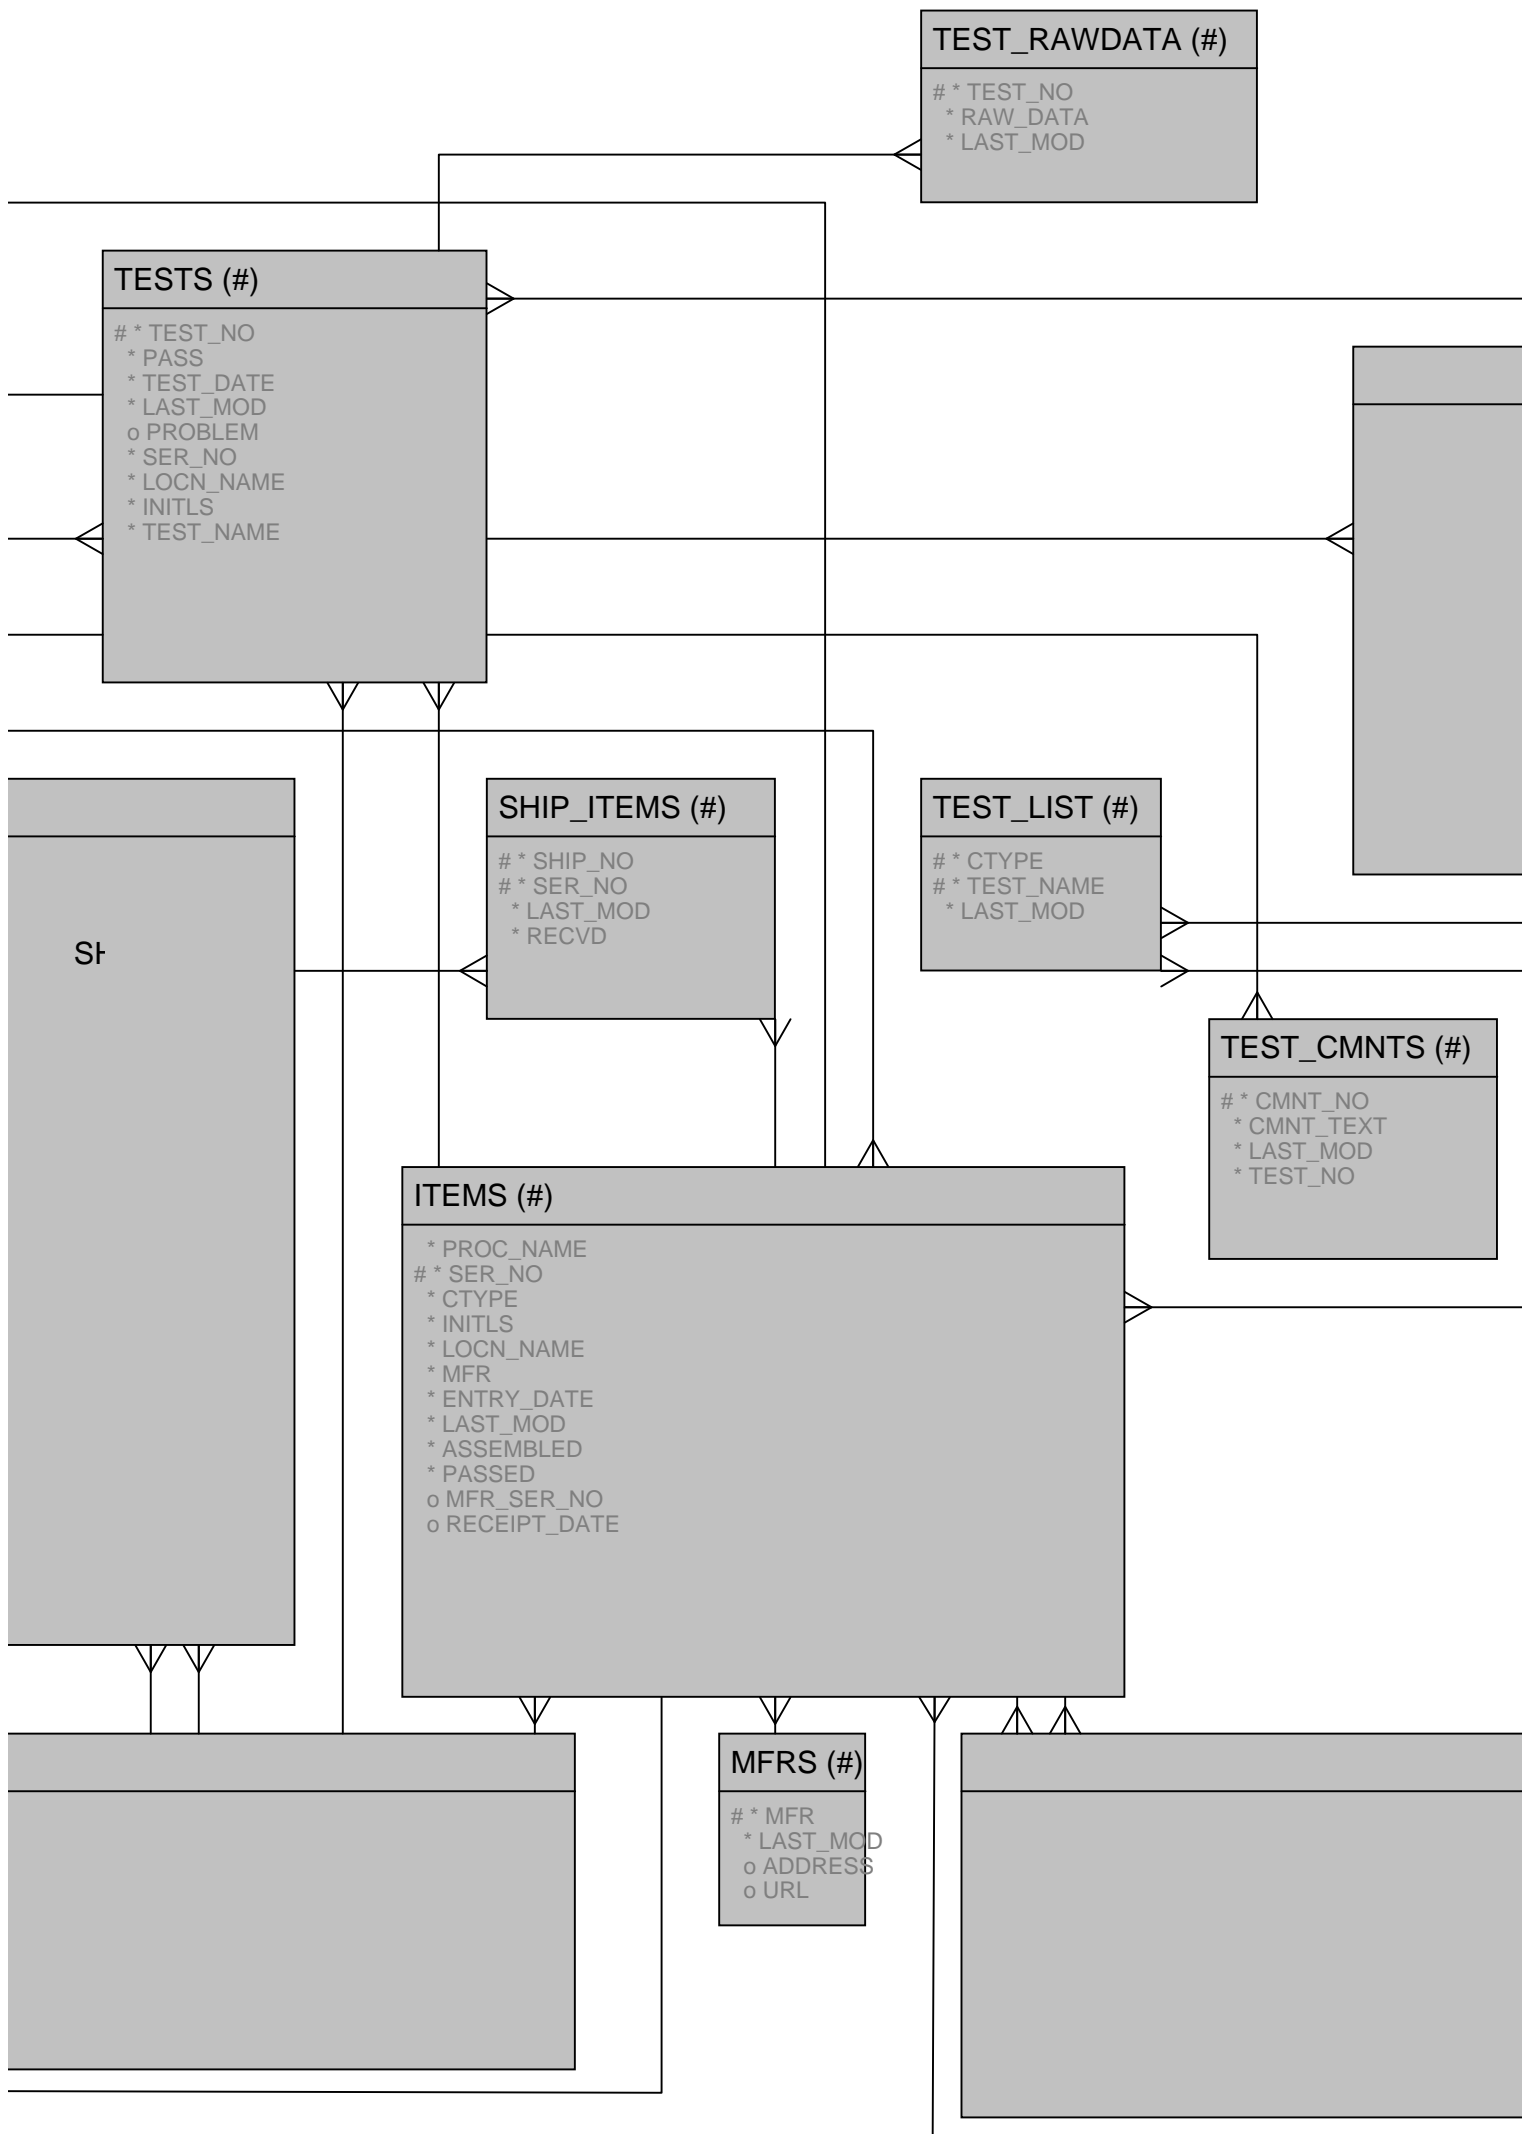 TEST_RAWDATA (#)
# * TEST_NO
* RAW_DATA
* LAST_MOD
TESTS (#)
# * TEST_NO
* PASS
* TEST_DATE
* LAST_MOD
o PROBLEM
* SER_NO
* LOCN_NAME
* INITLS
* TEST_NAME
SHIP_ITEMS (#)
# * SHIP_NO
# * SER_NO
* LAST_MOD
* RECVD
TEST_LIST (#)
# * CTYPE
# * TEST_NAME
* LAST_MOD
TEST_CMNTS (#)
# * CMNT_NO
* CMNT_TEXT
* LAST_MOD
* TEST_NO
ITEMS (#)
* PROC_NAME
# * SER_NO
* CTYPE
* INITLS
* LOCN_NAME
* MFR
* ENTRY_DATE
* LAST_MOD
* ASSEMBLED
* PASSED
o MFR_SER_NO
o RECEIPT_DATE
MFRS (#)
# * MFR
* LAST_MOD
o ADDRESS
o URL